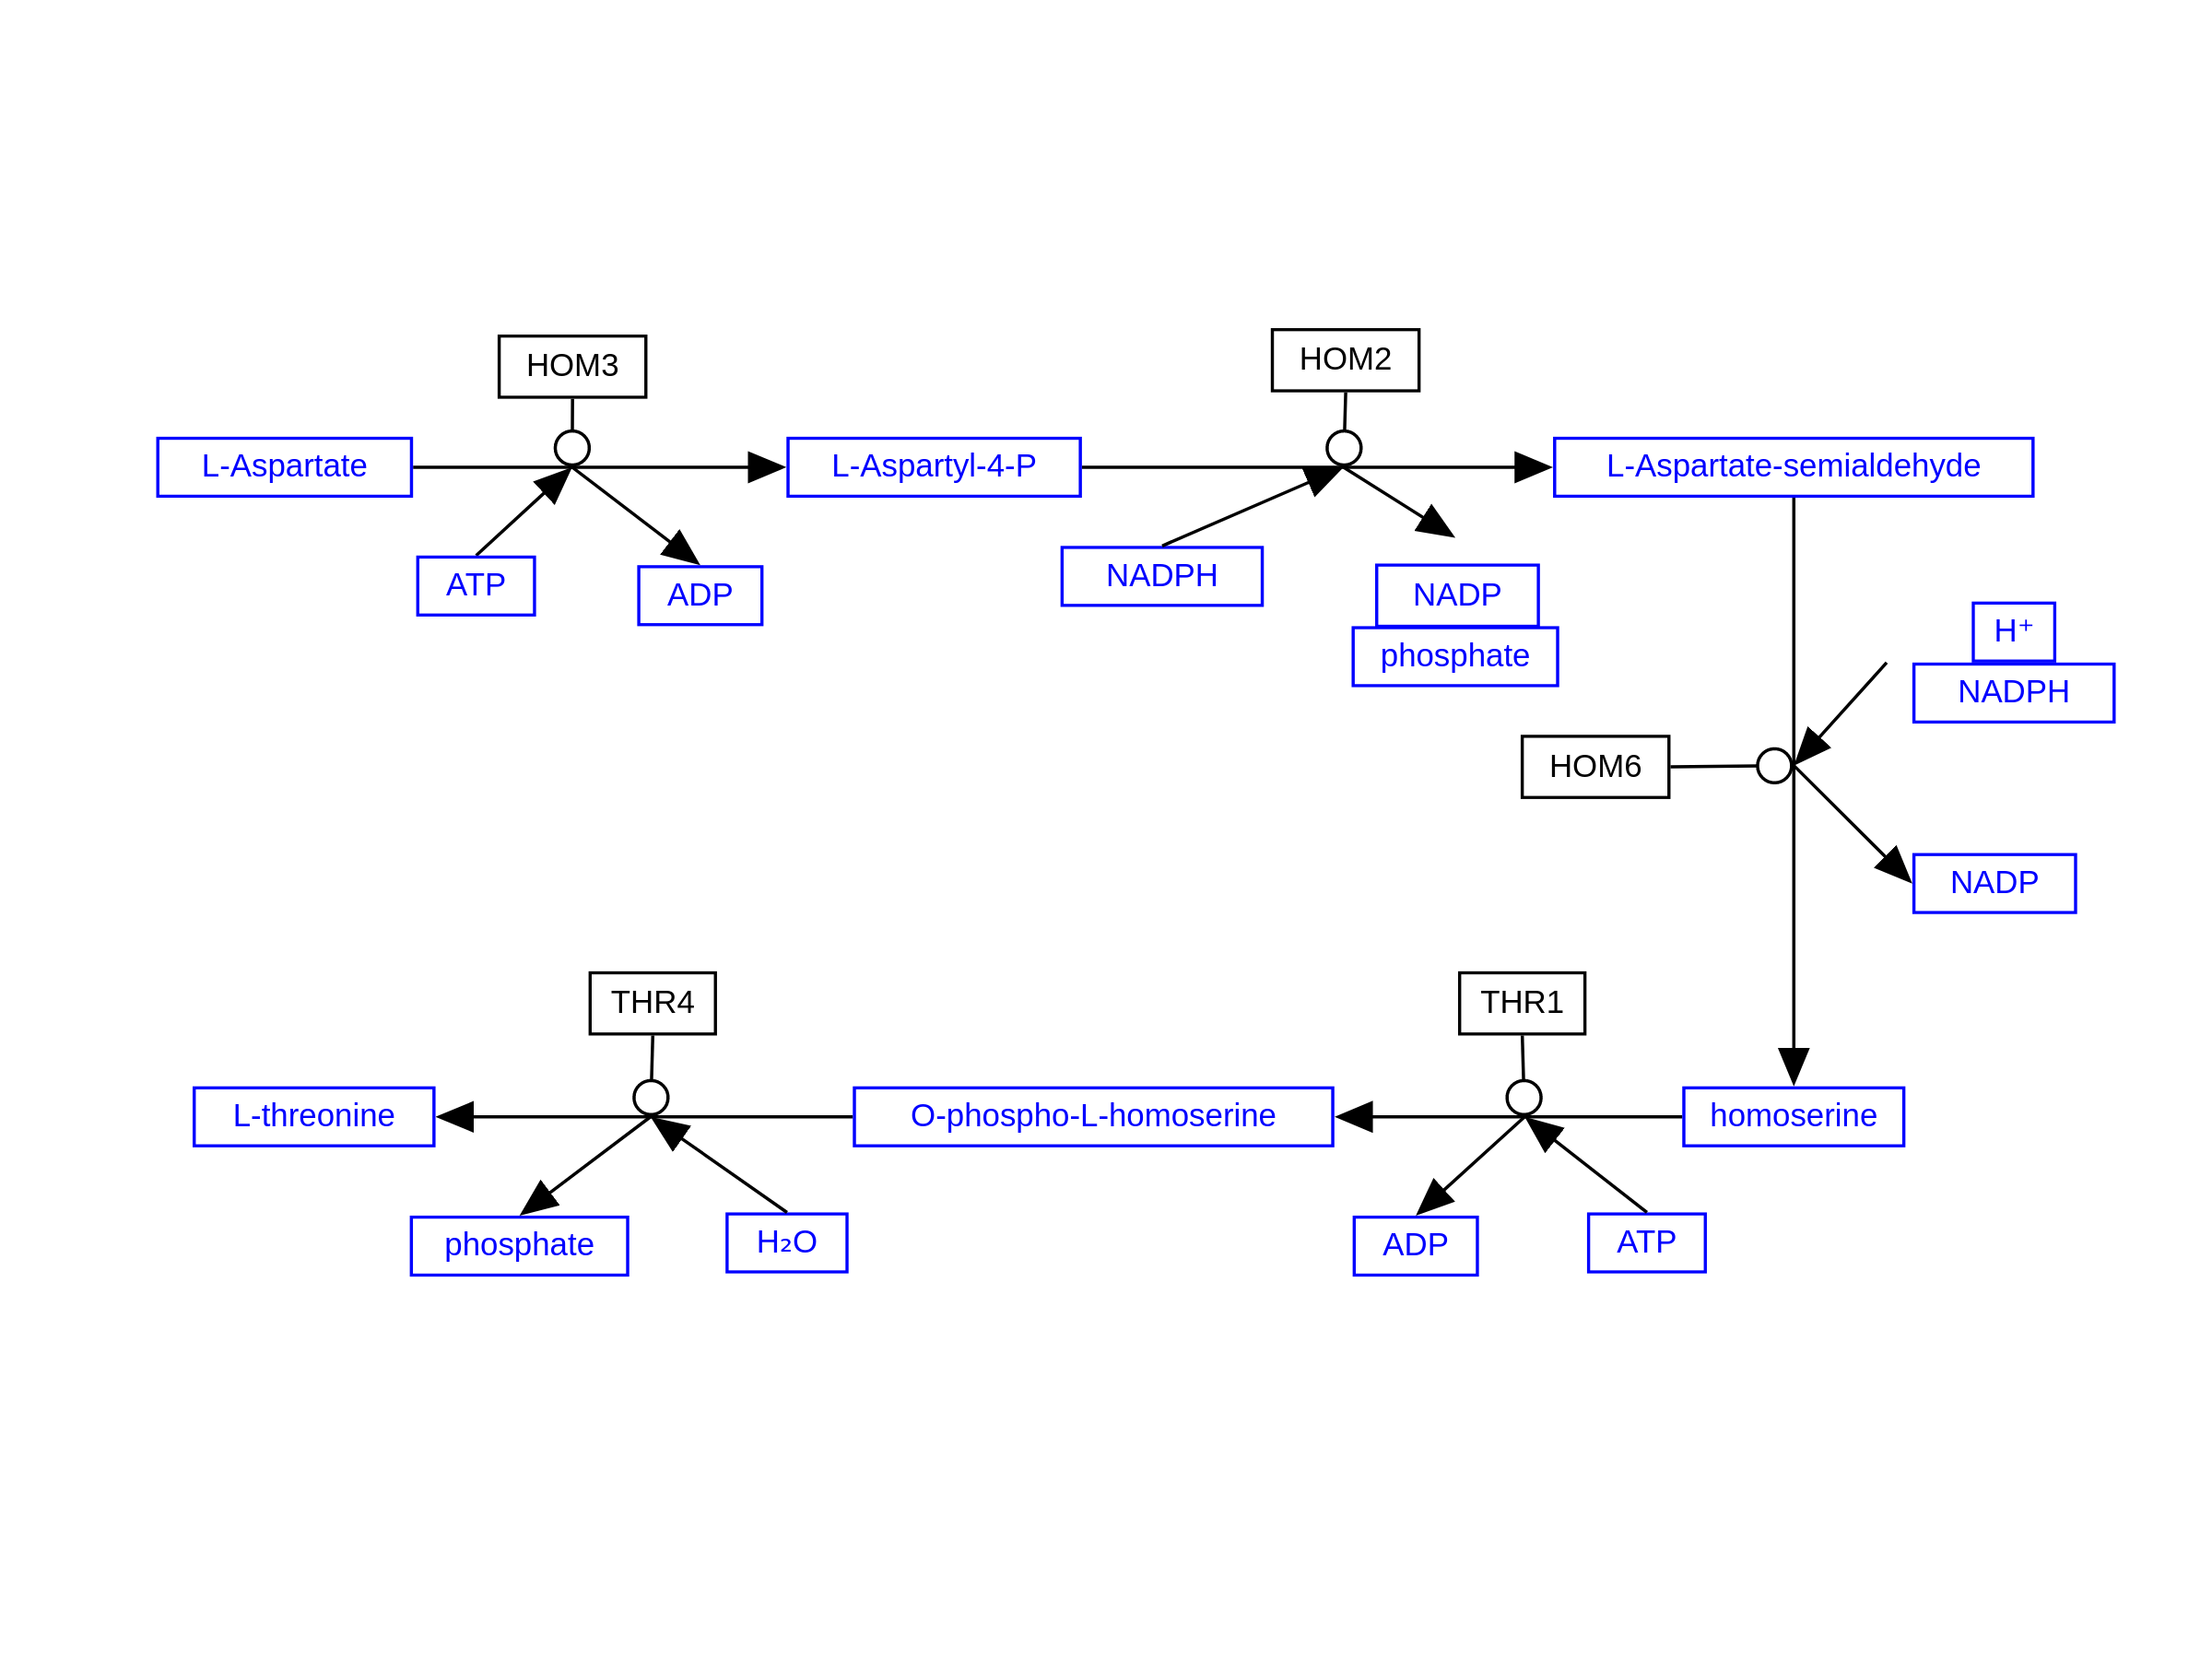 HOM3
HOM2
L-Aspartate
L-Aspartyl-4-P
L-Aspartate-semialdehyde
ATP
ADP
NADPH
NADP
phosphate
H⁺
NADPH
HOM6
NADP
THR4
THR1
L-threonine
O-phospho-L-homoserine
homoserine
phosphate
H₂O
ADP
ATP